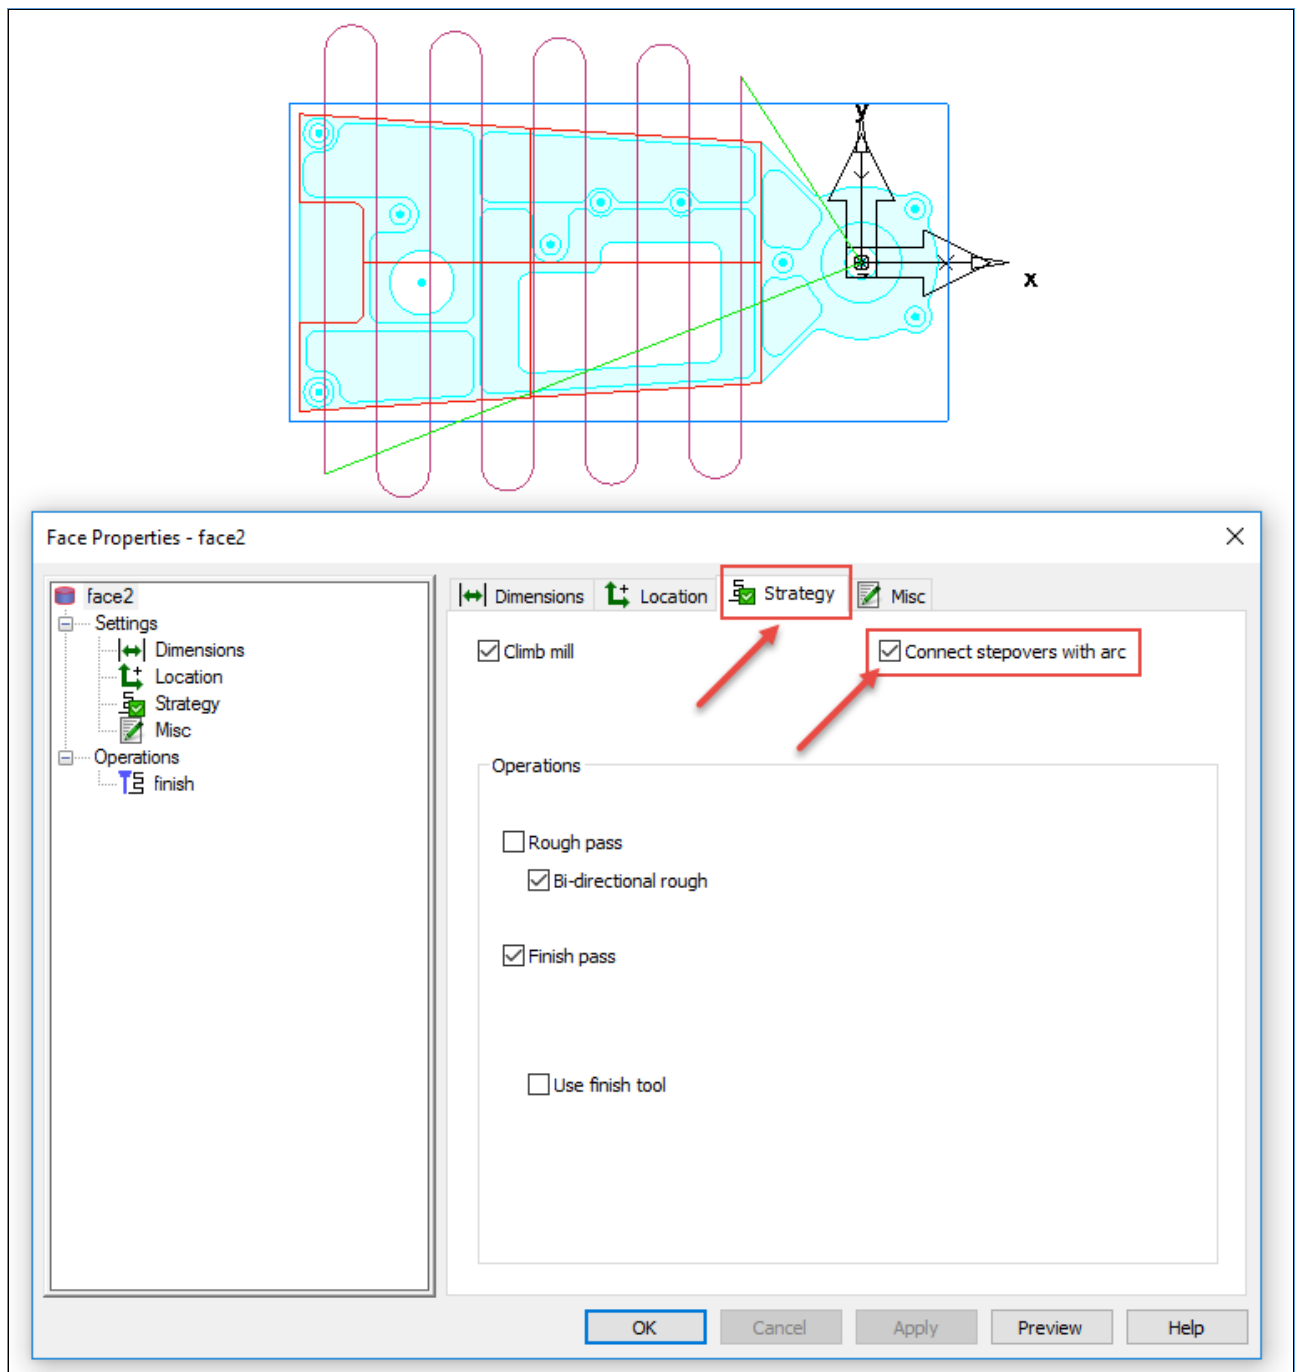 y
x
Face Properties - face2
face2
Settings
Dimensions
Location
Strategy
Misc
Operations
finish
Dimensions Location Strategy Misc
Climb mill Connect stepovers with arc
Operations
Rough pass
Bi-directional rough
Finish pass
Use finish tool
OK Cancel Apply Preview Help